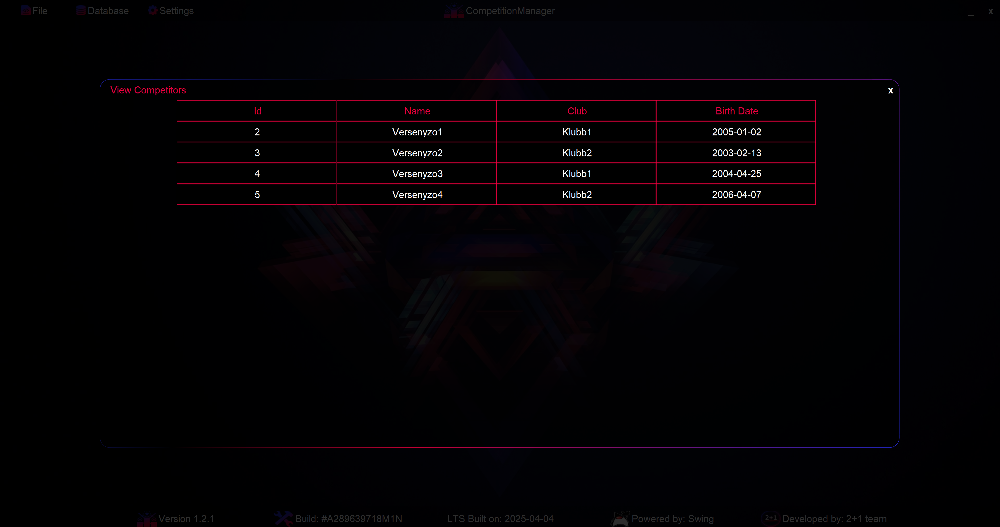 File Database Settings CompetitionManager _ x
View Competitors x
Id Name Club Birth Date
2 Versenyzo1 Klubb1 2005-01-02
3 Versenyzo2 Klubb2 2003-02-13
4 Versenyzo3 Klubb1 2004-04-25
5 Versenyzo4 Klubb2 2006-04-07
Version 1.2.1 Build: #A289639718M1N LTS Built on: 2025-04-04 Powered by: Swing 2+1 Developed by: 2+1 team